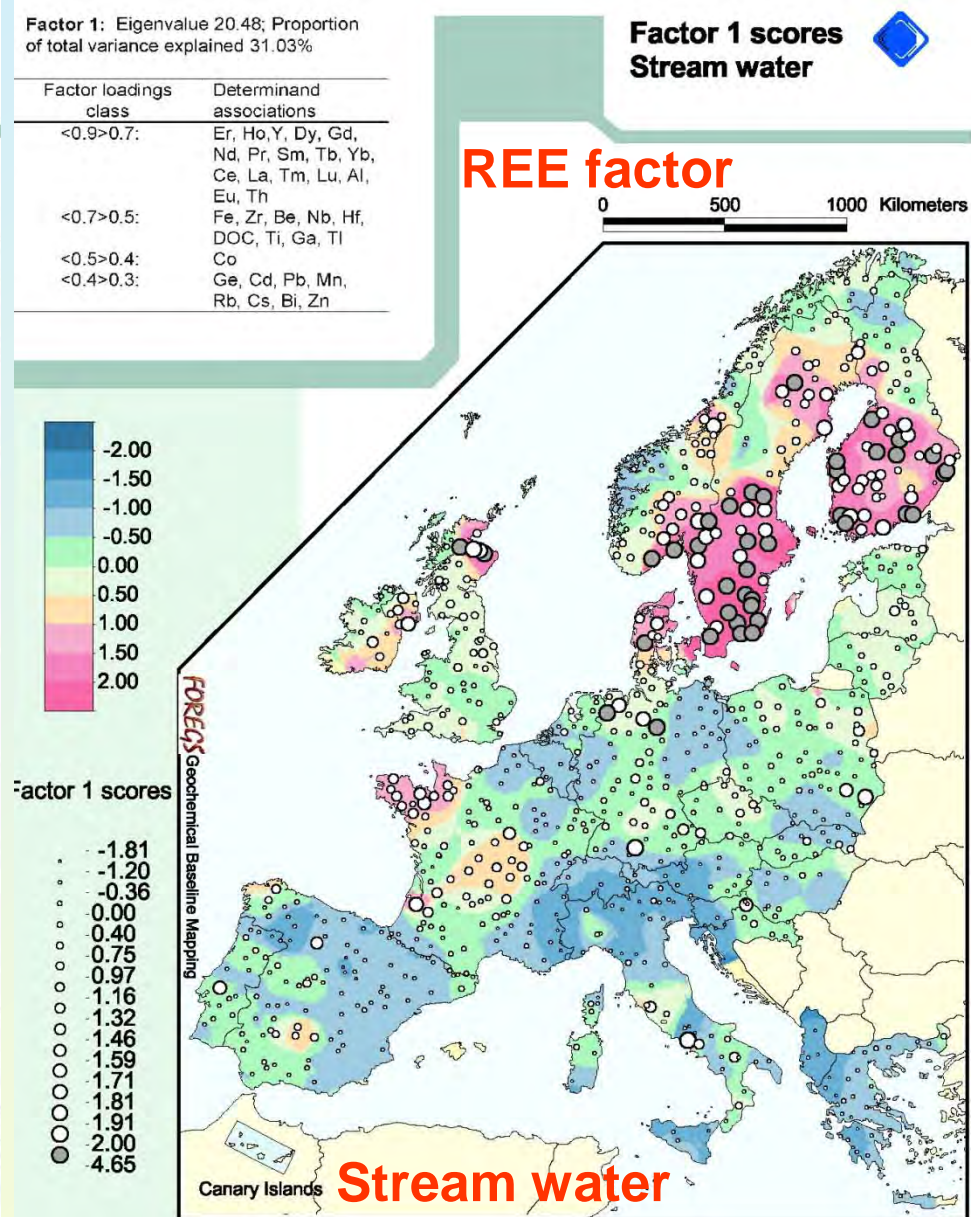 Factor 1: Eigenvalue 20.48; Proportion
of total variance explained 31.03%
Factor loadings class Determinand associations
<0.9>0.7: Er, Ho,Y, Dy, Gd,
Nd, Pr, Sm, Tb, Yb,
Ce, La, Tm, Lu, Al,
Eu, Th
<0.7>0.5: Fe, Zr, Be, Nb, Hf,
DOC, Ti, Ga, Tl
<0.5>0.4: Co
<0.4>0.3: Ge, Cd, Pb, Mn,
Rb, Cs, Bi, Zn
Factor 1 scores
Stream water
REE factor
0 500 1000 Kilometers
-2.00
-1.50
-1.00
-0.50
0.00
0.50
1.00
1.50
2.00
FOREGS Geochemical Baseline Mapping
Factor 1 scores
-1.81
-1.20
-0.36
0.00
0.40
0.75
0.97
1.16
1.32
1.46
1.59
1.71
1.81
1.91
2.00
4.65
Canary Islands
Stream water